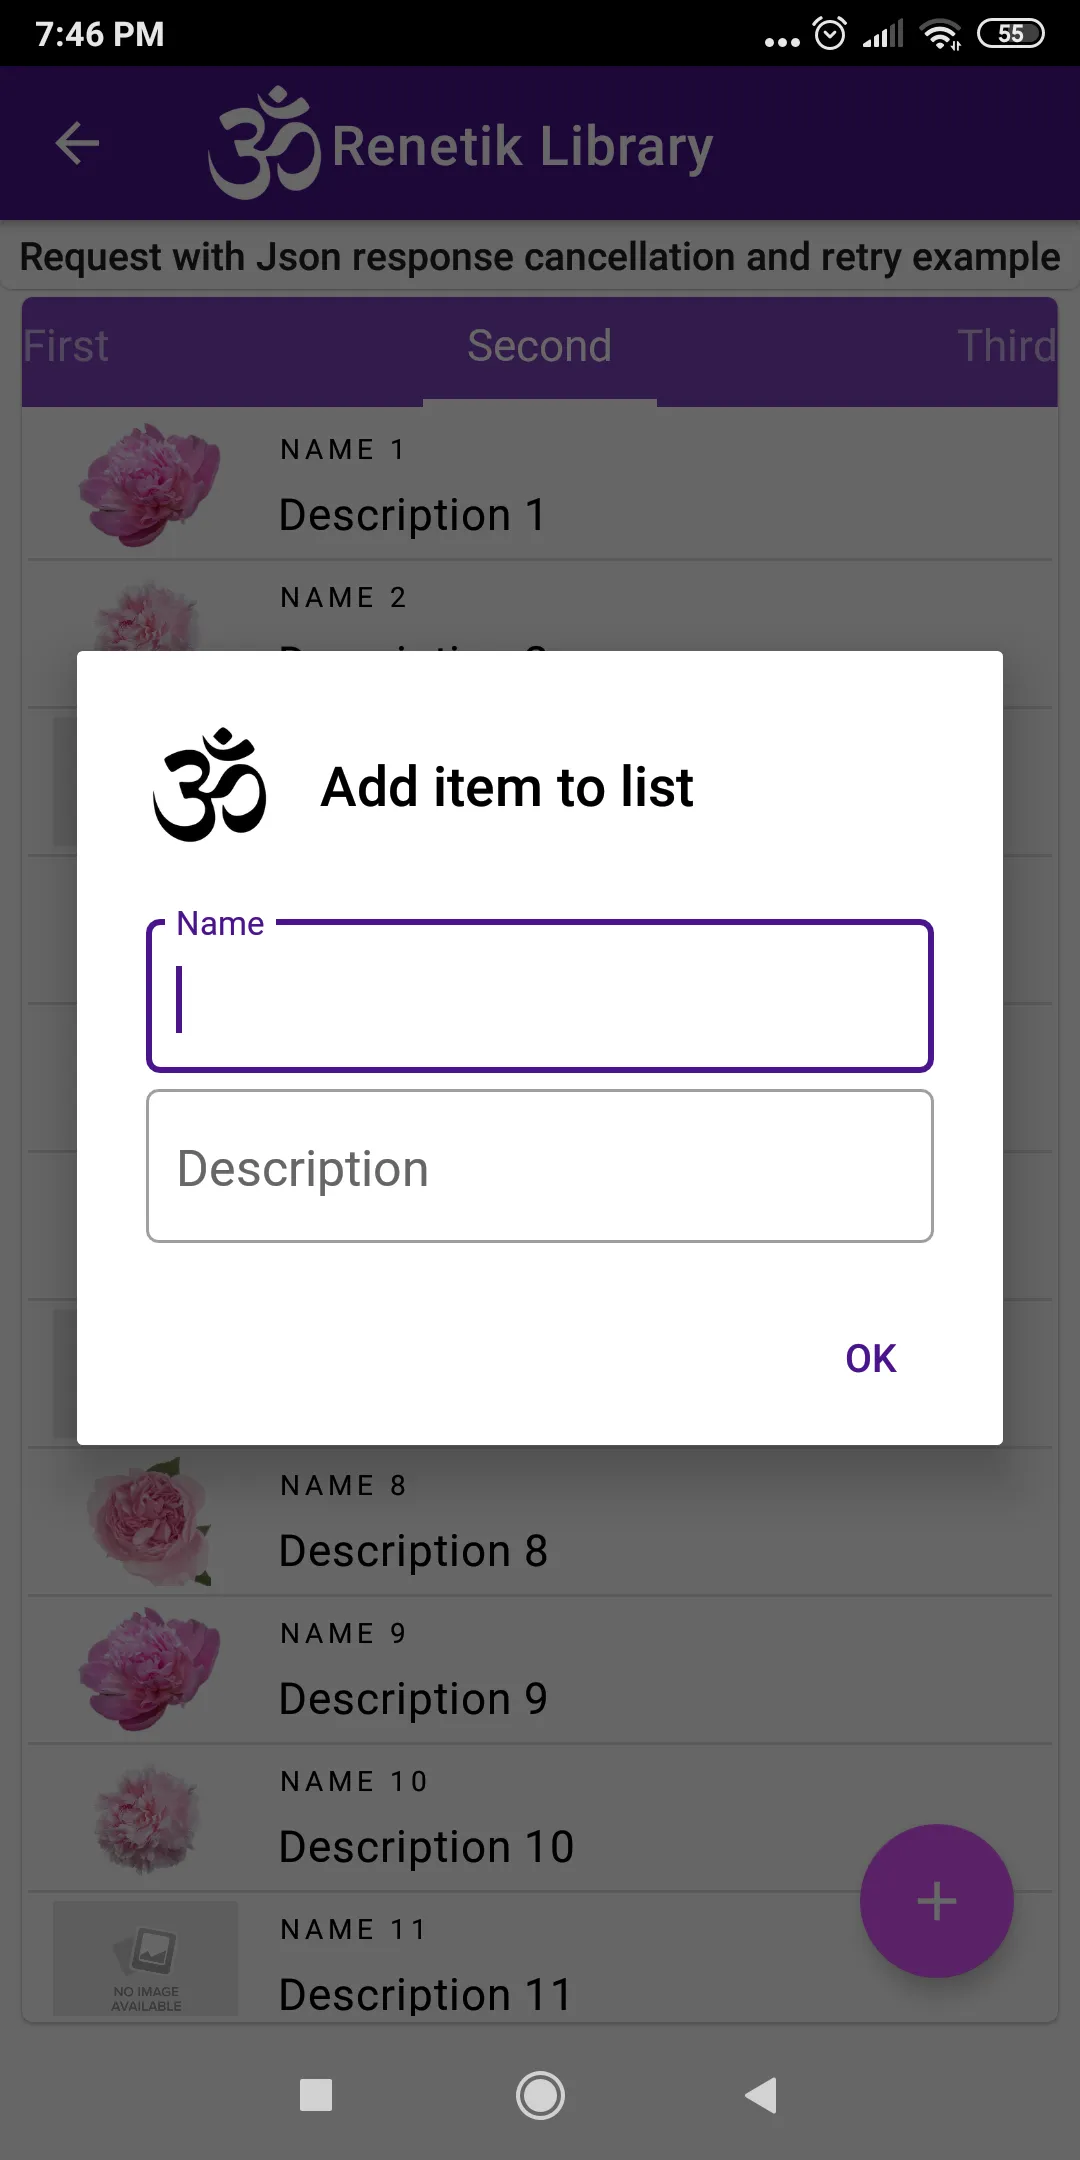 7:46 PM
55
ॐ Renetik Library
Request with Json response cancellation and retry example
First
Second
Third
NAME 1
Description 1
NAME 2
ॐ Add item to list
Name
Description
OK
NAME 8
Description 8
NAME 9
Description 9
NAME 10
Description 10
NAME 11
Description 11
NO IMAGE
AVAILABLE